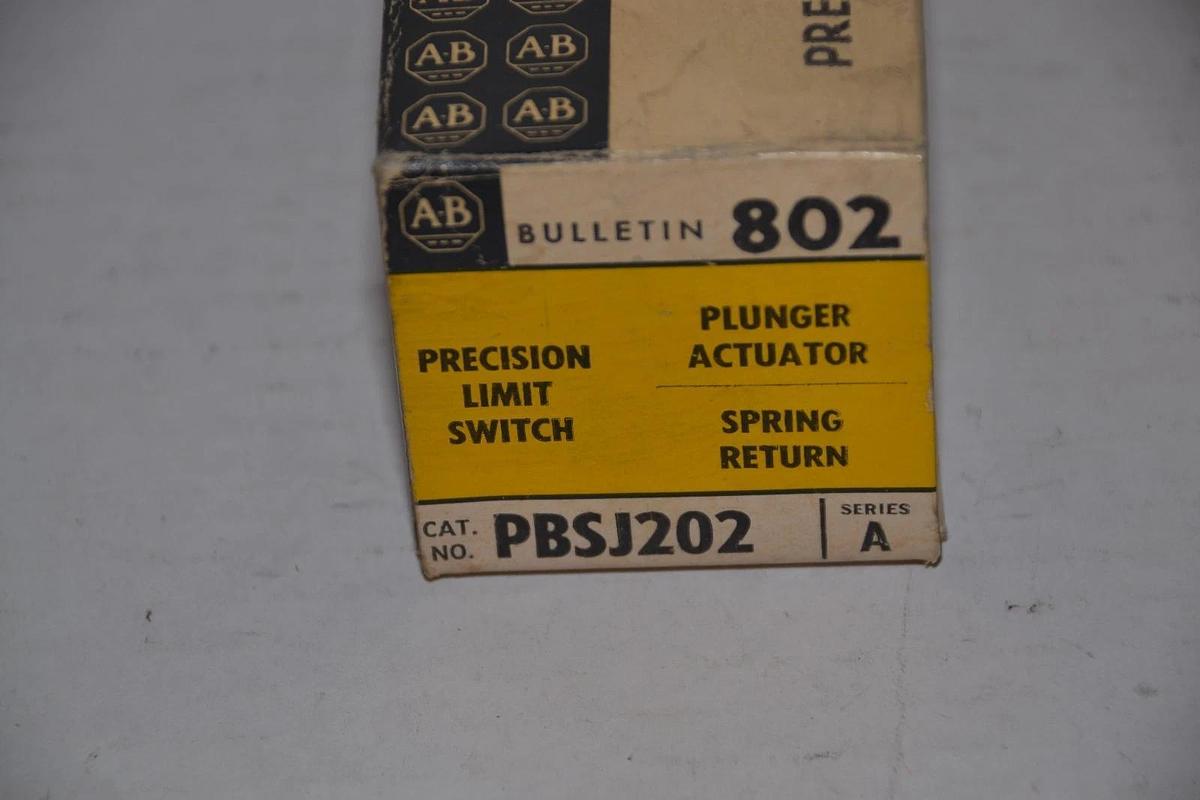 A-B A-B
A-B A-B
PRE
A-B
BULLETIN 802
PRECISION
LIMIT
SWITCH
PLUNGER
ACTUATOR
SPRING
RETURN
CAT.
NO. PBSJ202
SERIES
A